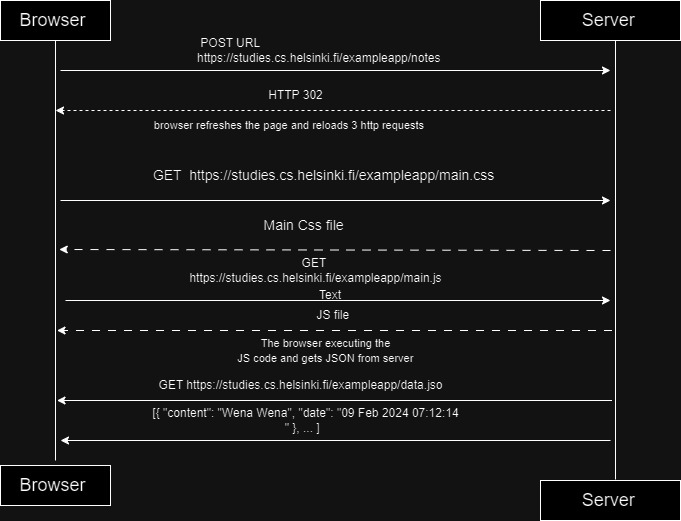 Browser
Server
POST URL
https://studies.cs.helsinki.fi/exampleapp/notes
HTTP 302
browser refreshes the page and reloads 3 http requests
GET https://studies.cs.helsinki.fi/exampleapp/main.css
Main Css file
GET
https://studies.cs.helsinki.fi/exampleapp/main.js
Text
JS file
The browser executing the
JS code and gets JSON from server
GET https://studies.cs.helsinki.fi/exampleapp/data.jso
[{ "content": "Wena Wena", "date": "09 Feb 2024 07:12:14
" }, ... ]
Browser
Server